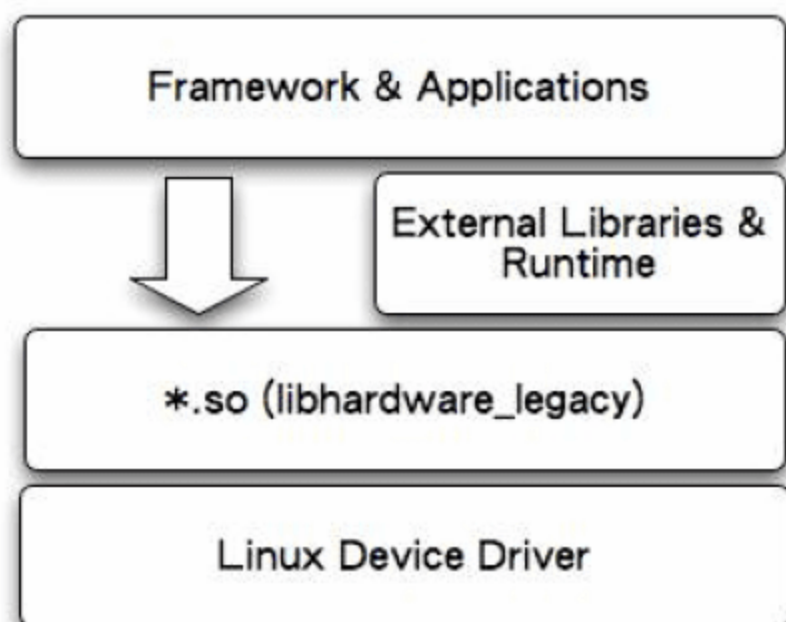 Framework & Applications
External Libraries &
Runtime
*.so (libhardware_legacy)
Linux Device Driver